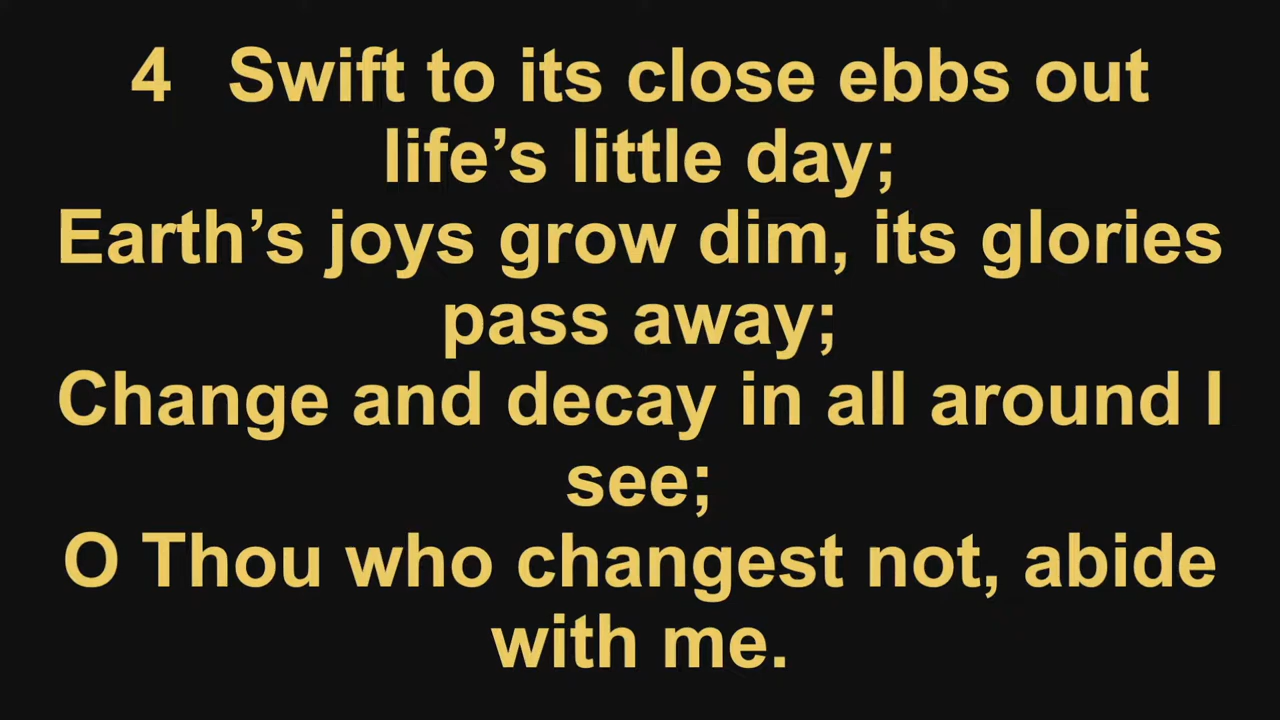 4 Swift to its close ebbs out
life’s little day;
Earth’s joys grow dim, its glories
pass away;
Change and decay in all around I
see;
O Thou who changest not, abide
with me.